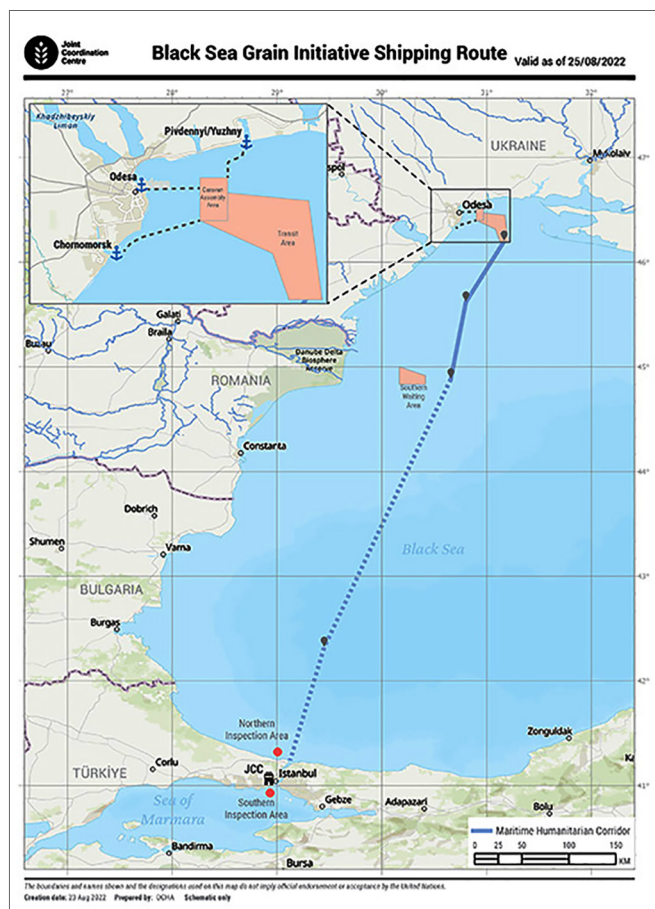 Joint
Coordination
Centre
Black Sea Grain Initiative Shipping Route
Valid as of 25/08/2022
27°
28°
29°
30°
31°
32°
Khadzhibeyskiy
Liman
Pivdennyi/Yuzhny
Odesa
Caravan
Assembly
Area
Transit
Area
Chornomorsk
UKRAINE
Mykolaiv
47°
Odesa
46°
Galati
Braila
Buzau
Danube Delta
Biosphere
Reserve
45°
ROMANIA
Southern
Waiting
Area
Constanta
44°
Dobrich
Shumen
Varna
Black Sea
43°
BULGARIA
Burgas
42°
Northern
Inspection Area
Zonguldak
Corlu
JCC
Istanbul
TÜRKİYE
Southern
Inspection Area
Gebze
Adapazari
Bolu
41°
Sea of
Marmara
Bandirma
Bursa
Maritime Humanitarian Corridor
0 25 50 100 150
KM
The boundaries and names shown and the designations used on this map do not imply official endorsement or acceptance by the United Nations.
Creation date: 23 Aug 2022 Prepared by: OCHA Schematic only